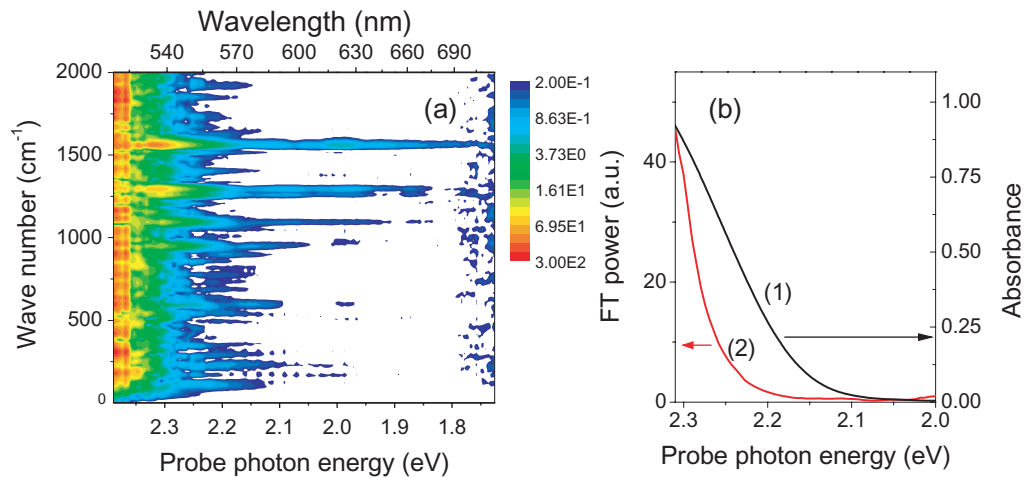 Wavelength (nm)
540 570 600 630 660 690
2000
1500
1000
500
0
Wave number (cm-1)
(a)
2.3 2.2 2.1 2.0 1.9 1.8
Probe photon energy (eV)
2.00E-1
8.63E-1
3.73E0
1.61E1
6.95E1
3.00E2
(b)
40
20
0
FT power (a.u.)
(1)
(2)
1.00
0.75
0.50
0.25
0.00
Absorbance
2.3 2.2 2.1 2.0
Probe photon energy (eV)